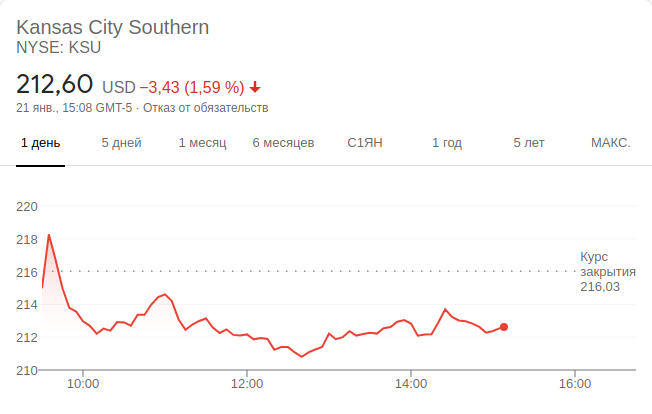 Kansas City Southern
NYSE: KSU
212,60 USD −3,43 (1,59 %)
21 янв., 15:08 GMT-5 · Отказ от обязательств
1 день 5 дней 1 месяц 6 месяцев С1ЯН 1 год 5 лет МАКС.
220
218
216
214
212
210
Курс
закрытия
216,03
10:00 12:00 14:00 16:00